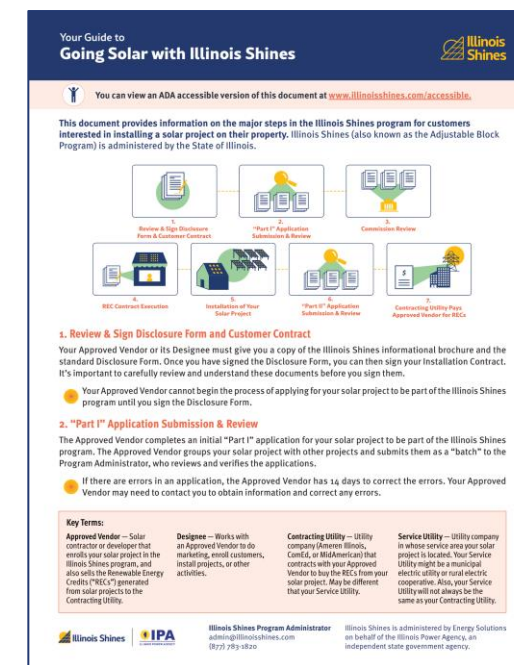 Your Guide to
Going Solar with Illinois Shines
Illinois
Shines
You can view an ADA accessible version of this document at www.illinoisshines.com/accessible.
This document provides information on the major steps in the Illinois Shines program for customers
interested in installing a solar project on their property. Illinois Shines (also known as the Adjustable Block
Program) is administered by the State of Illinois.
1.
Review & Sign Disclosure
Form & Customer Contract
2.
"Part I" Application
Submission & Review
3.
Commission Review
4.
REC Contract Execution
5.
Installation of Your
Solar Project
6.
"Part II" Application
Submission & Review
7.
Contracting Utility Pays
Approved Vendor for RECs
1. Review & Sign Disclosure Form and Customer Contract
Your Approved Vendor or its Designee must give you a copy of the Illinois Shines informational brochure and the
standard Disclosure Form. Once you have signed the Disclosure Form, you can then sign your Installation Contract.
It's important to carefully review and understand these documents before you sign them.
Your Approved Vendor cannot begin the process of applying for your solar project to be part of the Illinois Shines
program until you sign the Disclosure Form.
2. "Part I" Application Submission & Review
The Approved Vendor completes an initial "Part I" application for your solar project to be part of the Illinois Shines
program. The Approved Vendor groups your solar project with other projects and submits them as a "batch" to the
Program Administrator, who reviews and verifies the applications.
If there are errors in an application, the Approved Vendor has 14 days to correct the errors. Your Approved
Vendor may need to contact you to obtain information and correct any errors.
Key Terms:
Approved Vendor — Solar
contractor or developer that
enrolls your solar project in the
Illinois Shines program, and
also sells the Renewable Energy
Credits ("RECs") generated
from solar projects to the
Contracting Utility.
Designee — Works with
an Approved Vendor to do
marketing, enroll customers,
install projects, or other
activities.
Contracting Utility — Utility
company (Ameren Illinois,
ComEd, or MidAmerican) that
contracts with your Approved
Vendor to buy the RECs from your
solar project. May be different
that your Service Utility.
Service Utility — Utility company
in whose service area your solar
project is located. Your Service
Utility might be a municipal
electric utility or rural electric
cooperative. Also, your Service
Utility will not always be the
same as your Contracting Utility.
Illinois Shines
IPA
ILLINOIS POWER AGENCY
Illinois Shines Program Administrator
admin@illinoisshines.com
(877) 783-1820
Illinois Shines is administered by Energy Solutions
on behalf of the Illinois Power Agency, an
independent state government agency.